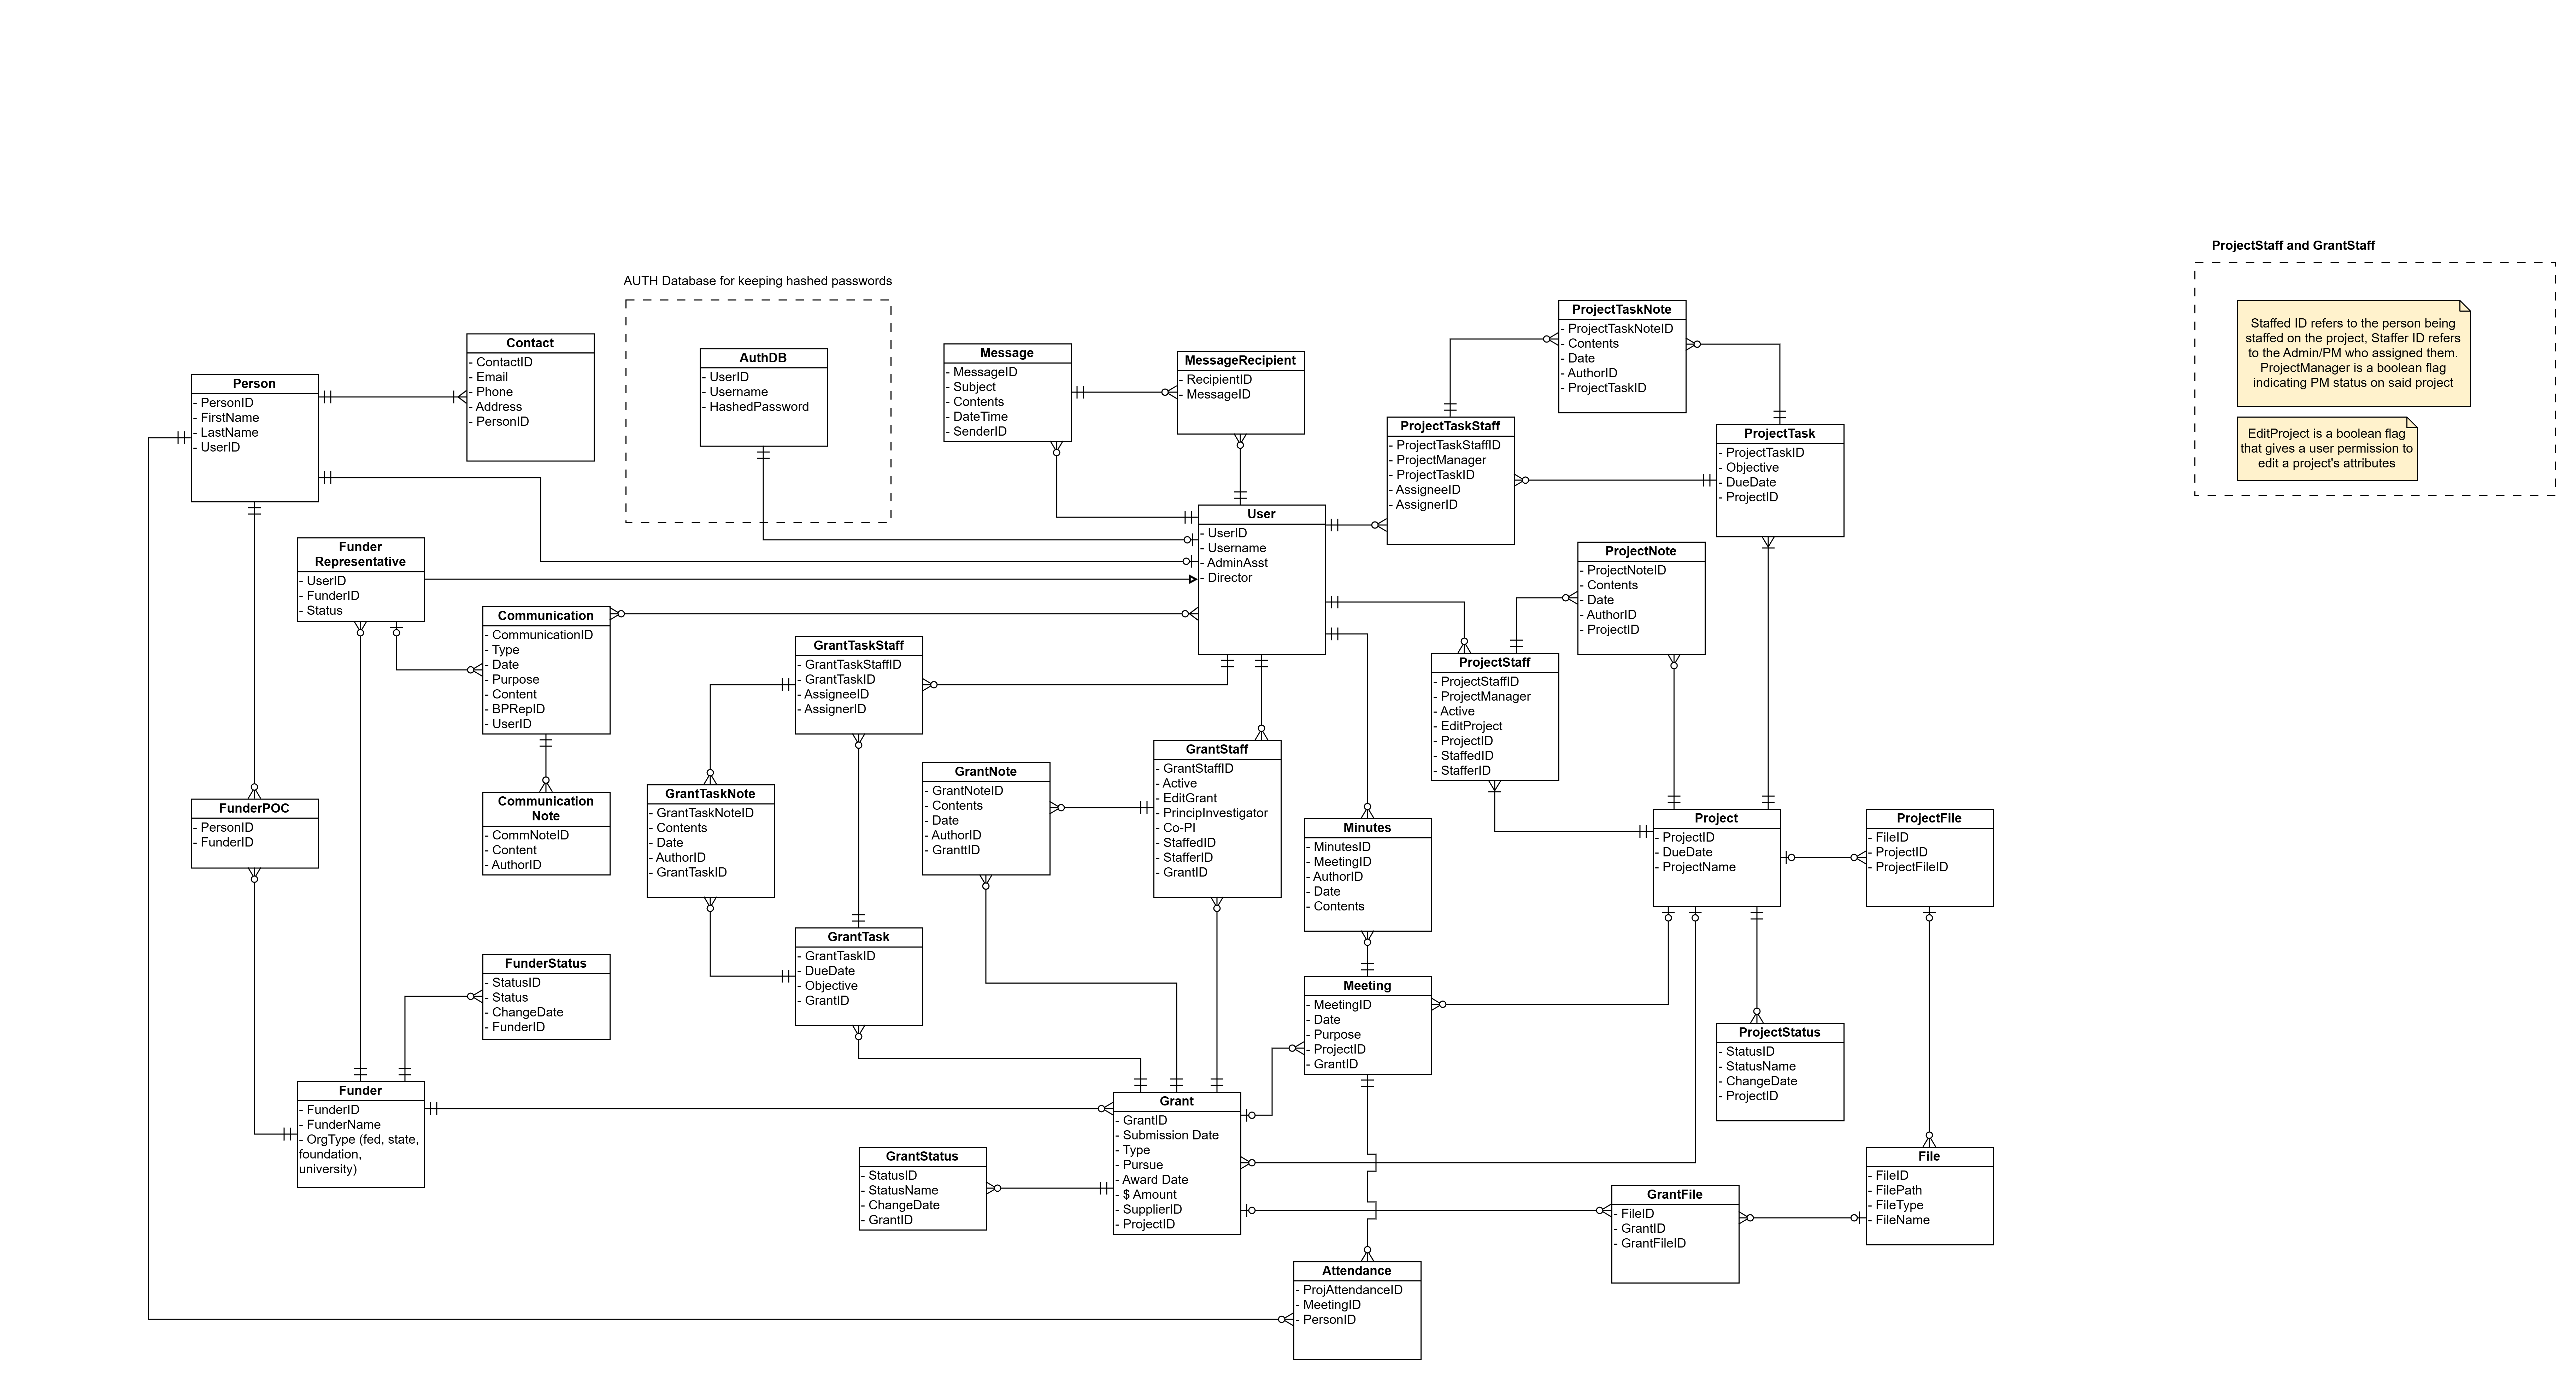 ProjectStaff and GrantStaff
Staffed ID refers to the person being
staffed on the project, Staffer ID refers
to the Admin/PM who assigned them.
ProjectManager is a boolean flag
indicating PM status on said project
EditProject is a boolean flag
that gives a user permission to
edit a project's attributes
AUTH Database for keeping hashed passwords
AuthDB
- UserID
- Username
- HashedPassword
Person
- PersonID
- FirstName
- LastName
- UserID
Contact
- ContactID
- Email
- Phone
- Address
- PersonID
Message
- MessageID
- Subject
- Contents
- DateTime
- SenderID
MessageRecipient
- RecipientID
- MessageID
ProjectTaskNote
- ProjectTaskNoteID
- Contents
- Date
- AuthorID
- ProjectTaskID
ProjectTaskStaff
- ProjectTaskStaffID
- ProjectManager
- ProjectTaskID
- AssigneeID
- AssignerID
ProjectTask
- ProjectTaskID
- Objective
- DueDate
- ProjectID
User
- UserID
- Username
- AdminAsst
- Director
Funder
Representative
- UserID
- FunderID
- Status
Communication
- CommunicationID
- Type
- Date
- Purpose
- Content
- BPRepID
- UserID
ProjectNote
- ProjectNoteID
- Contents
- Date
- AuthorID
- ProjectID
GrantTaskStaff
- GrantTaskStaffID
- GrantTaskID
- AssigneeID
- AssignerID
ProjectStaff
- ProjectStaffID
- ProjectManager
- Active
- EditProject
- ProjectID
- StaffedID
- StafferID
GrantStaff
- GrantStaffID
- Active
- EditGrant
- PrincipInvestigator
- Co-PI
- StaffedID
- StafferID
- GrantID
GrantNote
- GrantNoteID
- Contents
- Date
- AuthorID
- GranttID
GrantTaskNote
- GrantTaskNoteID
- Contents
- Date
- AuthorID
- GrantTaskID
Communication
Note
- CommNoteID
- Content
- AuthorID
FunderPOC
- PersonID
- FunderID
Minutes
- MinutesID
- MeetingID
- AuthorID
- Date
- Contents
Project
- ProjectID
- DueDate
- ProjectName
ProjectFile
- FileID
- ProjectID
- ProjectFileID
GrantTask
- GrantTaskID
- DueDate
- Objective
- GrantID
FunderStatus
- StatusID
- Status
- ChangeDate
- FunderID
Meeting
- MeetingID
- Date
- Purpose
- ProjectID
- GrantID
ProjectStatus
- StatusID
- StatusName
- ChangeDate
- ProjectID
Funder
- FunderID
- FunderName
- OrgType (fed, state,
foundation,
university)
Grant
- GrantID
- Submission Date
- Type
- Pursue
- Award Date
- $ Amount
- SupplierID
- ProjectID
GrantStatus
- StatusID
- StatusName
- ChangeDate
- GrantID
File
- FileID
- FilePath
- FileType
- FileName
GrantFile
- FileID
- GrantID
- GrantFileID
Attendance
- ProjAttendanceID
- MeetingID
- PersonID